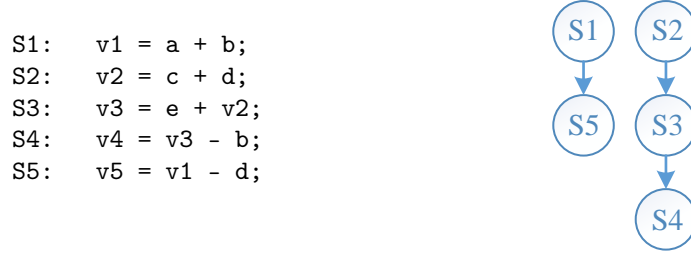 S1: v1 = a + b;
S2: v2 = c + d;
S3: v3 = e + v2;
S4: v4 = v3 - b;
S5: v5 = v1 - d;
S1 S2
S5 S3
S4